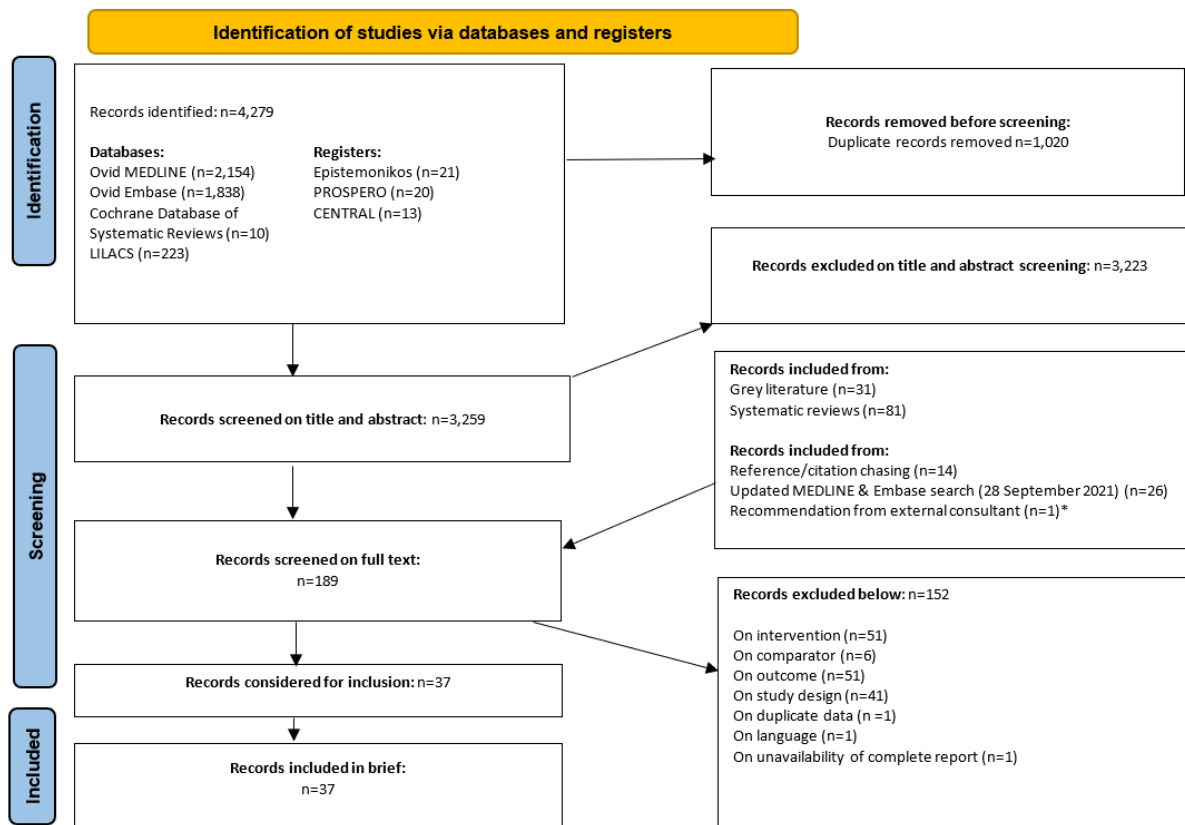 Identification of studies via databases and registers
Identification
Records identified: n=4,279
Databases:
Ovid MEDLINE (n=2,154)
Ovid Embase (n=1,838)
Cochrane Database of
Systematic Reviews (n=10)
LILACS (n=223)
Registers:
Epistemonikos (n=21)
PROSPERO (n=20)
CENTRAL (n=13)
Records removed before screening:
Duplicate records removed n=1,020
Records excluded on title and abstract screening: n=3,223
Screening
Records screened on title and abstract: n=3,259
Records included from:
Grey literature (n=31)
Systematic reviews (n=81)
Records included from:
Reference/citation chasing (n=14)
Updated MEDLINE & Embase search (28 September 2021) (n=26)
Recommendation from external consultant (n=1)*
Records screened on full text:
n=189
Records excluded below: n=152
On intervention (n=51)
On comparator (n=6)
On outcome (n=51)
On study design (n=41)
On duplicate data (n =1)
On language (n=1)
On unavailability of complete report (n=1)
Records considered for inclusion: n=37
Included
Records included in brief:
n=37